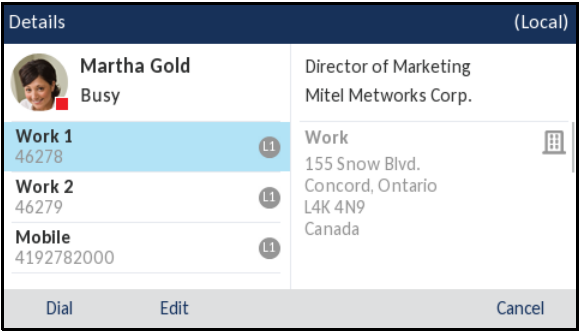 Details (Local)
Martha Gold
Busy
Work 1
46278 L1
Work 2
46279 L1
Mobile
4192782000 L1
Director of Marketing
Mitel Metworks Corp.
Work
155 Snow Blvd.
Concord, Ontario
L4K 4N9
Canada
Dial Edit Cancel